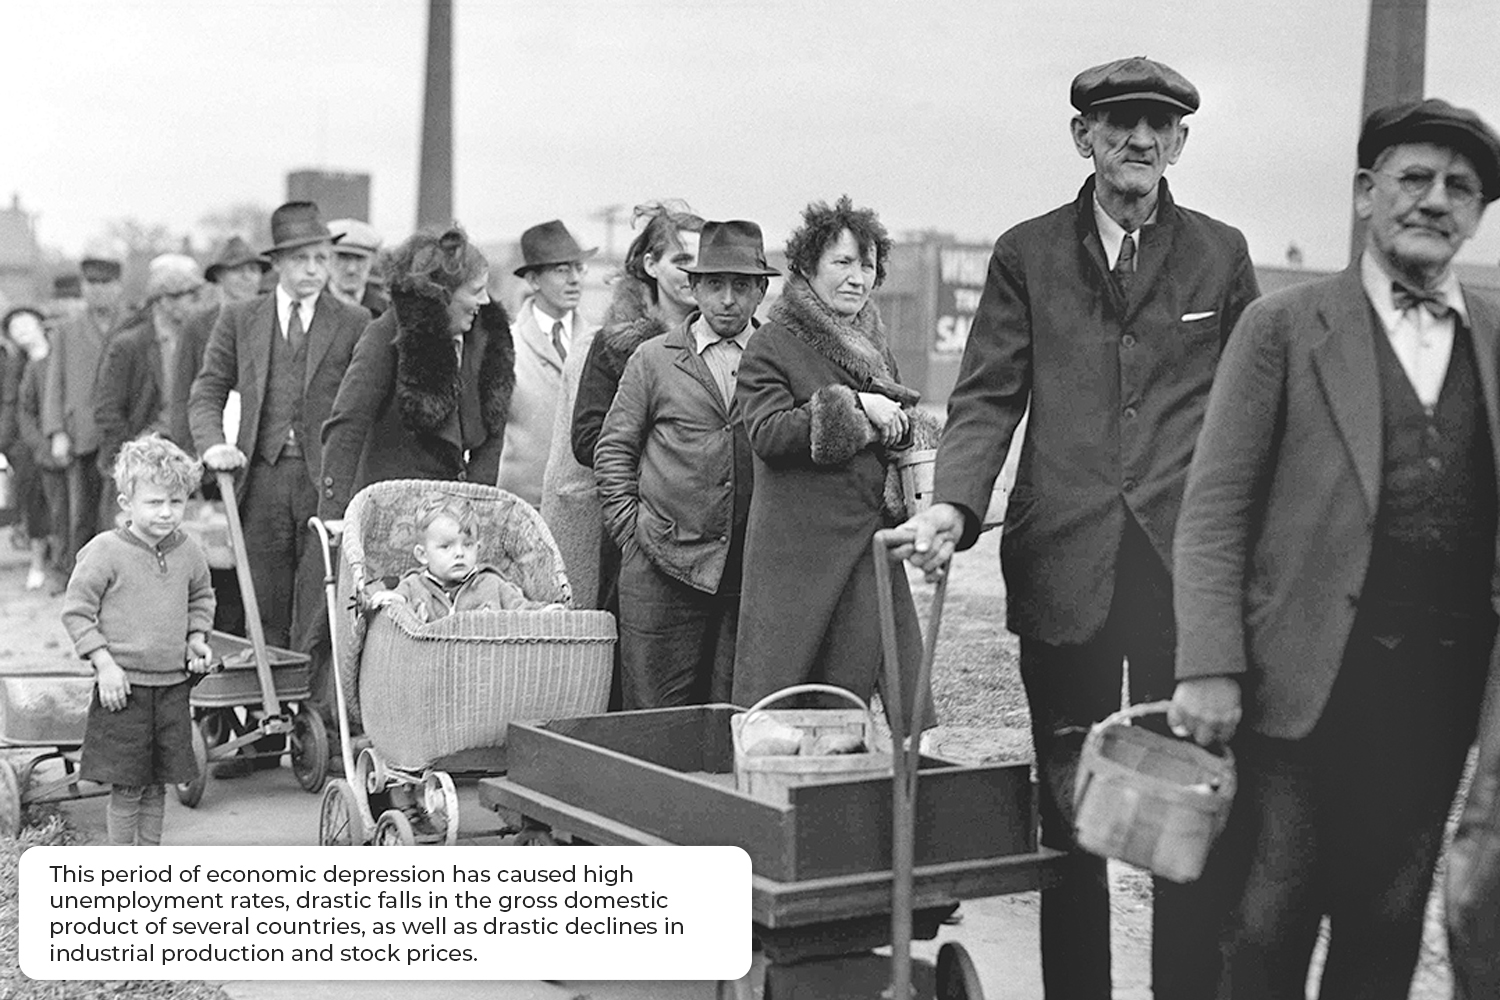 This period of economic depression has caused high
unemployment rates, drastic falls in the gross domestic
product of several countries, as well as drastic declines in
industrial production and stock prices.